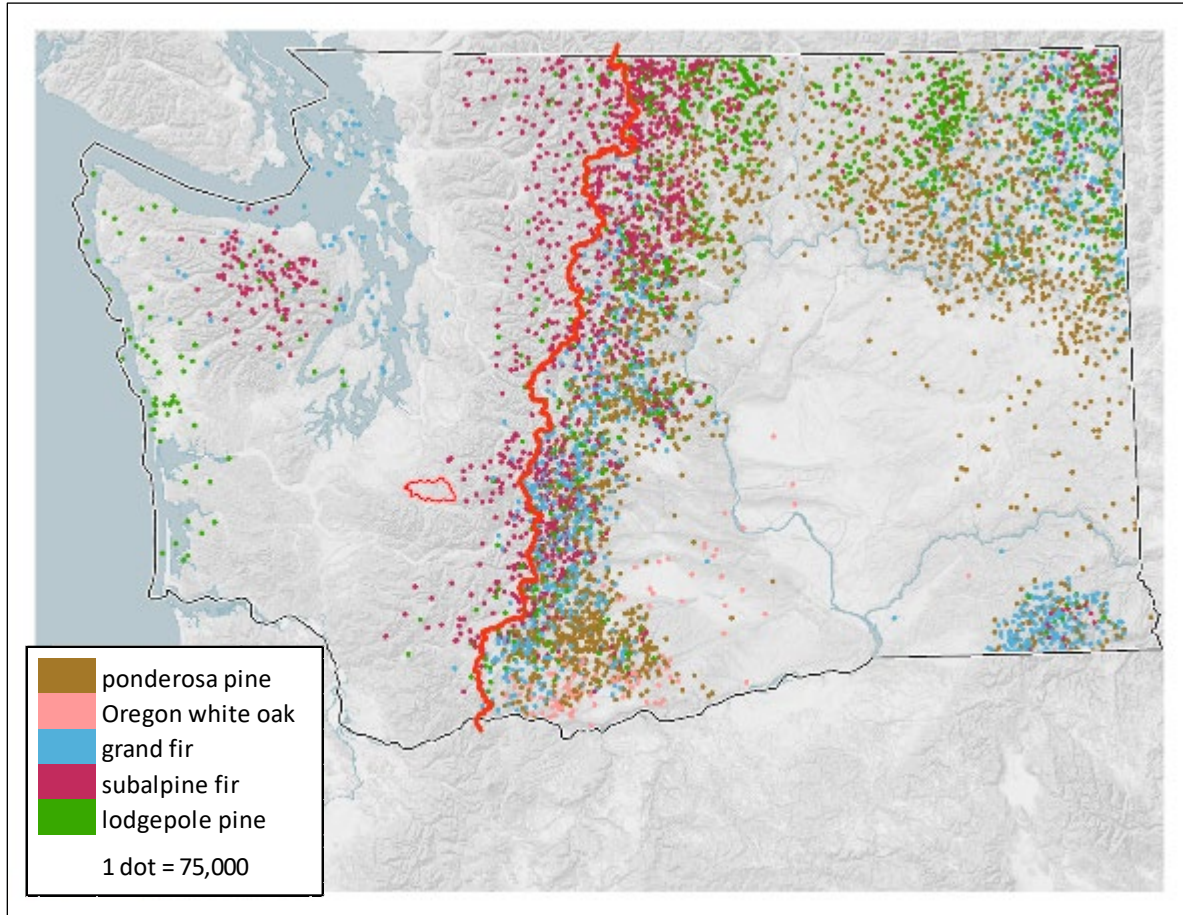 ponderosa pine
Oregon white oak
grand fir
subalpine fir
lodgepole pine
1 dot = 75,000